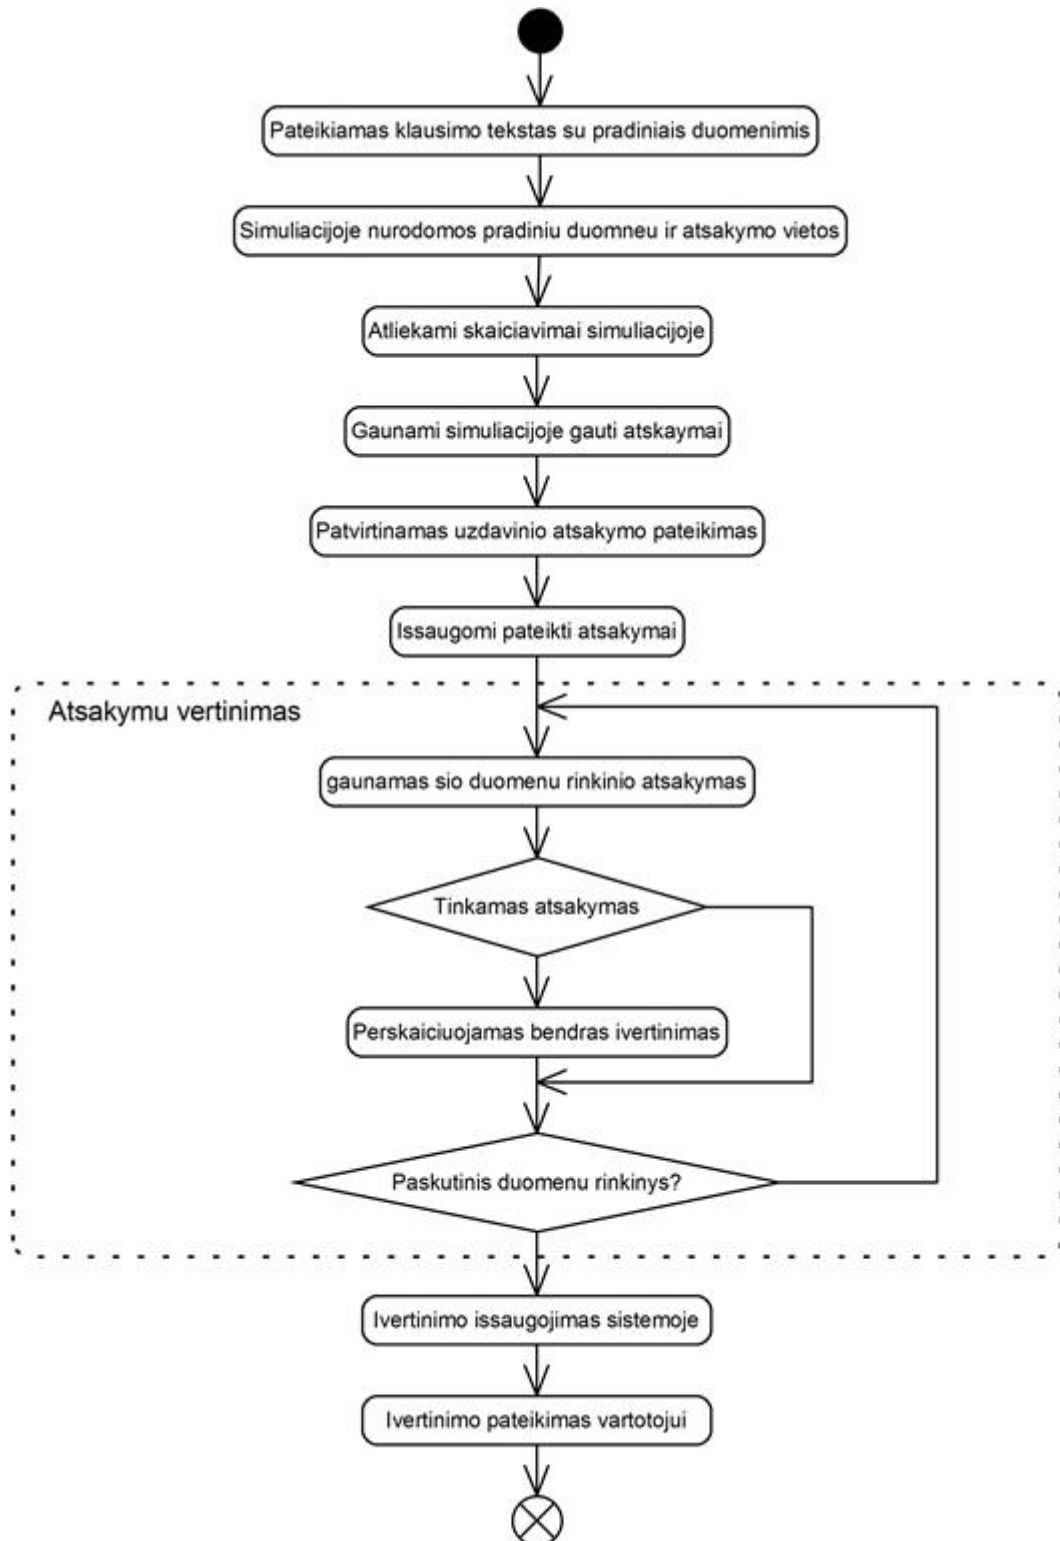 Pateikiamas klausimo tekstas su pradiniais duomenimis
Simuliacijoje nurodomos pradiniu duomneu ir atsakymo vietos
Atliekami skaiciavimai simuliacijoje
Gaunami simuliacijoje gauti atskaymai
Patvirtinamas uzdavinio atsakymo pateikimas
Issaugomi pateikti atsakymai
Atsakymu vertinimas
gaunamas sio duomenu rinkinio atsakymas
Tinkamas atsakymas
Perskaiciuojamas bendras ivertinimas
Paskutinis duomenu rinkinys?
Ivertinimo issaugojimas sistemoje
Ivertinimo pateikimas vartotojui